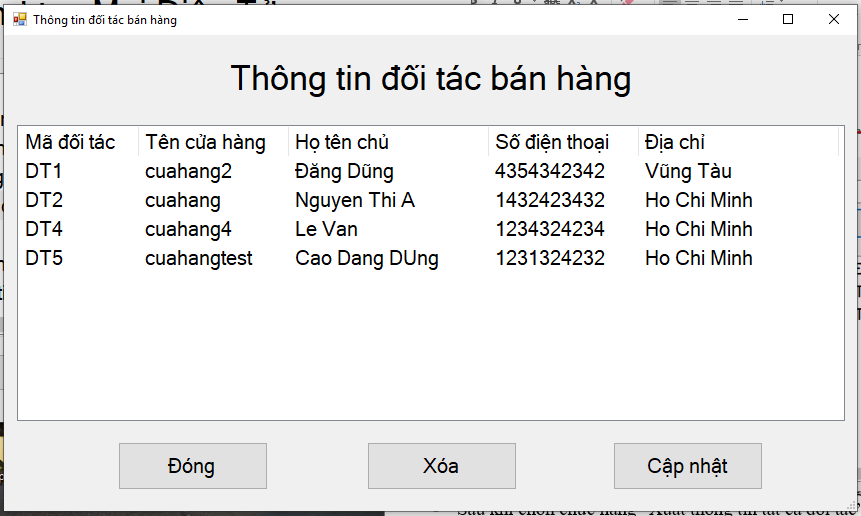 Thông tin đối tác bán hàng
Thông tin đối tác bán hàng
Mã đối tác Tên cửa hàng Họ tên chủ Số điện thoại Địa chỉ
DT1 cuahang2 Đăng Dũng 4354342342 Vũng Tàu
DT2 cuahang Nguyen Thi A 1432423432 Ho Chi Minh
DT4 cuahang4 Le Van 1234324234 Ho Chi Minh
DT5 cuahangtest Cao Dang DUng 1231324232 Ho Chi Minh
Đóng Xóa Cập nhật